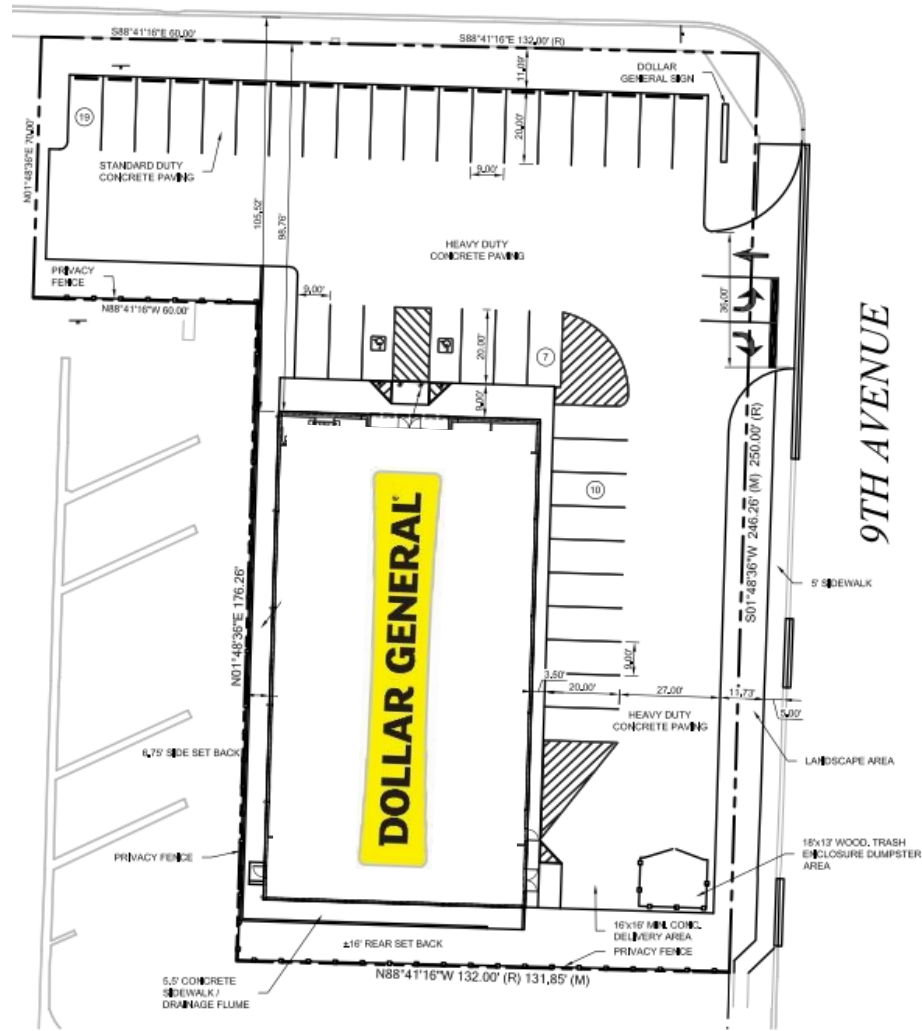 S88°41'16"E 60.00'
S88°41'16"E 132.00' (R)
11.09'
DOLLAR
GENERAL SIGN
19
20.00'
9.00'
STANDARD DUTY
CONCRETE PAVING
N01°48'36"E 70.00'
105.52'
98.76'
HEAVY DUTY
CONCRETE PAVING
PRIVACY
FENCE
N88°41'16"W 60.00'
9.00'
36.00'
20.00'
7
9.00'
9TH AVENUE
S01°48'36"W 246.26' (M) 250.00' (R)
10
DOLLAR GENERAL
N01°48'36"E 176.26'
5' SIDEWALK
9.00'
3.50'
20.00'
27.00'
11.73'
5.00'
HEAVY DUTY
CONCRETE PAVING
6.75' SIDE SET BACK
LANDSCAPE AREA
PRIVACY FENCE
18'x13' WOOD. TRASH
ENCLOSURE DUMPSTER
AREA
16'x16' MIN. CONC.
DELIVERY AREA
±16' REAR SET BACK
PRIVACY FENCE
N88°41'16"W 132.00' (R) 131.85' (M)
5.5' CONCRETE
SIDEWALK /
DRAINAGE FLUME